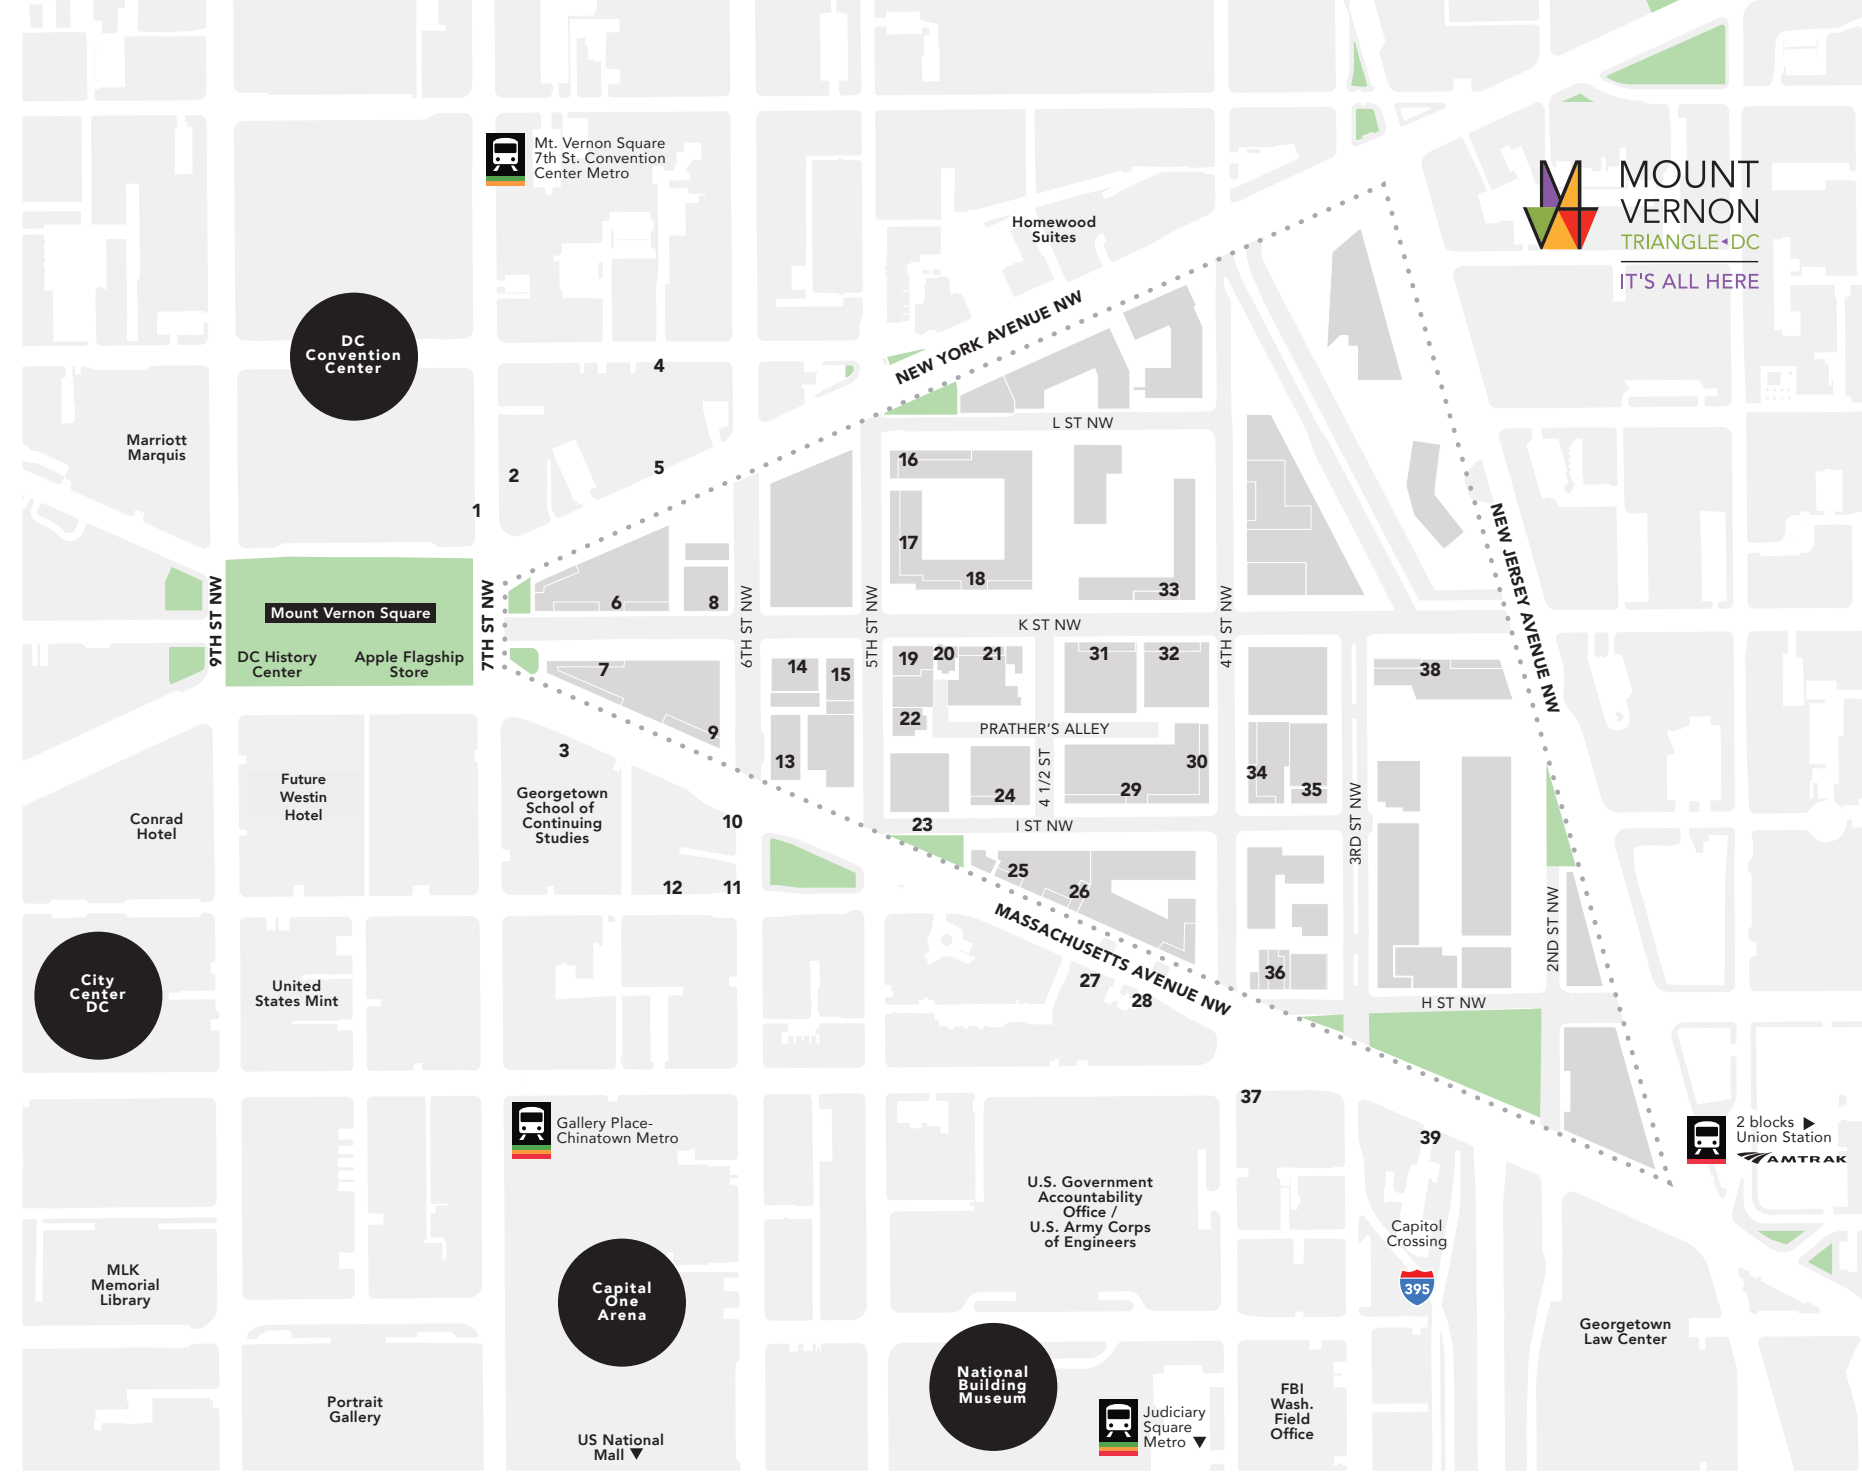 Mt. Vernon Square
7th St. Convention
Center Metro
MOUNT
VERNON
TRIANGLE DC
IT'S ALL HERE
Homewood
Suites
NEW YORK AVENUE NW
DC
Convention
Center
4
L ST NW
Marriott
Marquis
2
5
1
16
17
18
33
NEW JERSEY AVENUE NW
9TH ST NW
Mount Vernon Square
DC History
Center
Apple Flagship
Store
7TH ST NW
6
8
6TH ST NW
5TH ST NW
K ST NW
4TH ST NW
7
14
15
19
20
21
31
32
38
9
22
PRATHER'S ALLEY
3
13
4 1/2 ST
30
34
24
29
35
Future
Westin
Hotel
Georgetown
School of
Continuing
Studies
Conrad
Hotel
10
23
I ST NW
3RD ST NW
12
11
25
26
MASSACHUSETTS AVENUE NW
2ND ST NW
City
Center
DC
United
States Mint
27
28
36
H ST NW
37
39
Gallery Place-
Chinatown Metro
2 blocks
Union Station
AMTRAK
U.S. Government
Accountability
Office /
U.S. Army Corps
of Engineers
Capitol
Crossing
395
MLK
Memorial
Library
Capital
One
Arena
Georgetown
Law Center
National
Building
Museum
Portrait
Gallery
US National
Mall
Judiciary
Square
Metro
FBI
Wash.
Field
Office